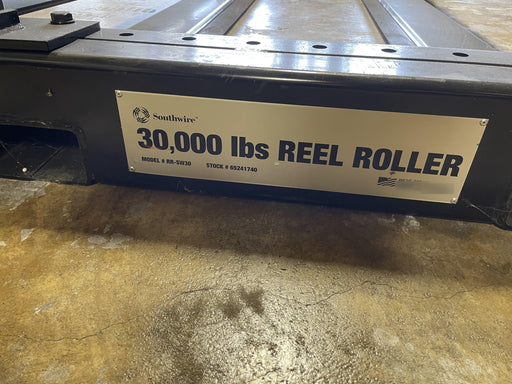 Southwire
30,000 lbs REEL ROLLER
MODEL # RR-SW30 STOCK # 65241740